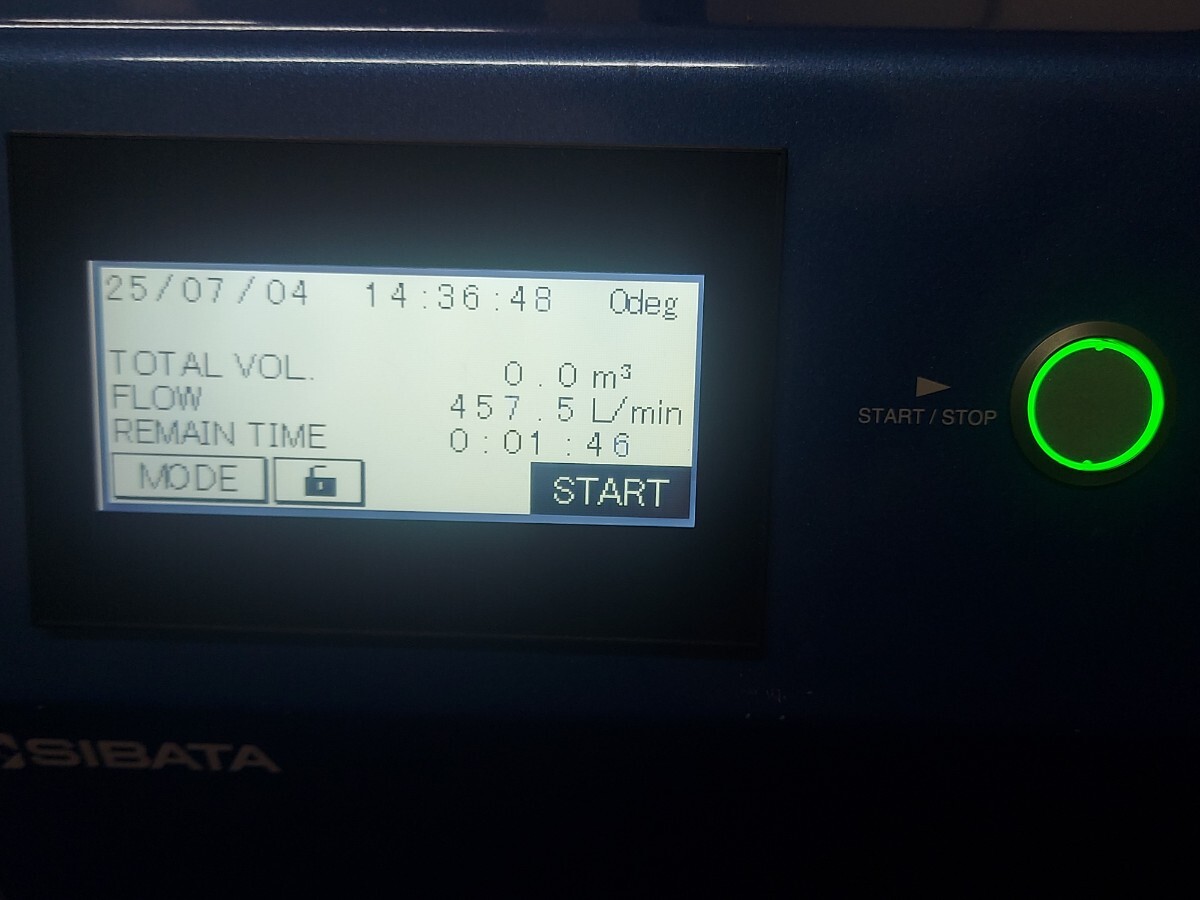 25/07/04 14:36:48 0deg
TOTAL VOL. 0.0 m³
FLOW 457.5 L/min
REMAIN TIME 0:01:46
MODE START
START / STOP
SIBATA